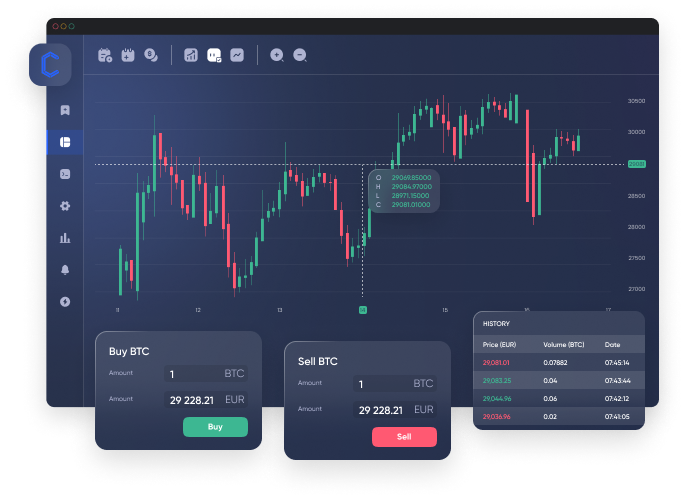 30500
30000
O 29069.85000
H 29084.97000
L 28971.15000
C 29081.01000
28500
28000
27500
27000
11 12 13 15 16 17
HISTORY
Price (EUR) Volume (BTC) Date
29,081.01 0.07882 07:45:14
29,083.25 0.04 07:43:44
29,044.96 0.06 07:42:12
29,036.96 0.02 07:41:05
Buy BTC
Amount 1 BTC
Amount 29 228.21 EUR
Buy
Sell BTC
Amount 1 BTC
Amount 29 228.21 EUR
Sell